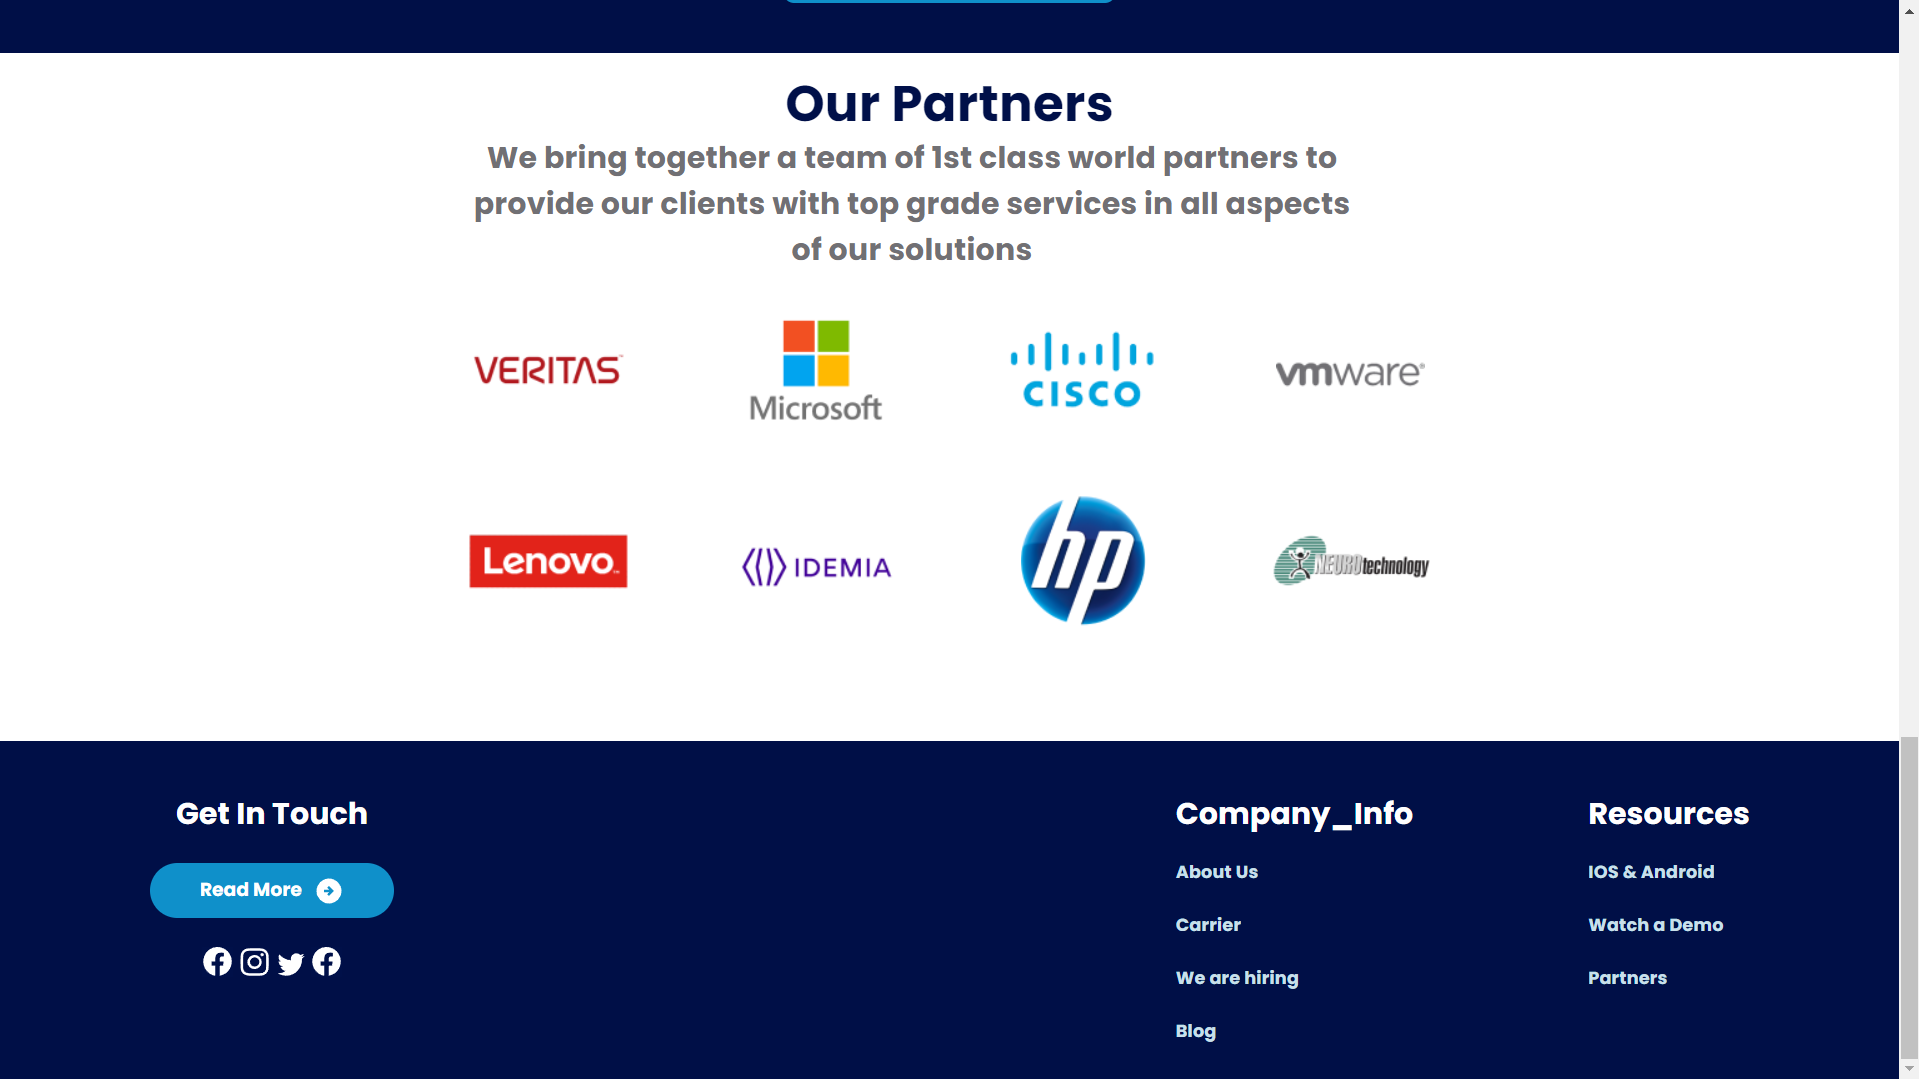 Our Partners
We bring together a team of 1st class world partners to
provide our clients with top grade services in all aspects
of our solutions
VERITAS™
Microsoft
CISCO
vmware®
Lenovo™
IDEMIA
hp
NEUROtechnology
Get In Touch
Read More
Company_Info
About Us
Carrier
We are hiring
Blog
Resources
IOS & Android
Watch a Demo
Partners